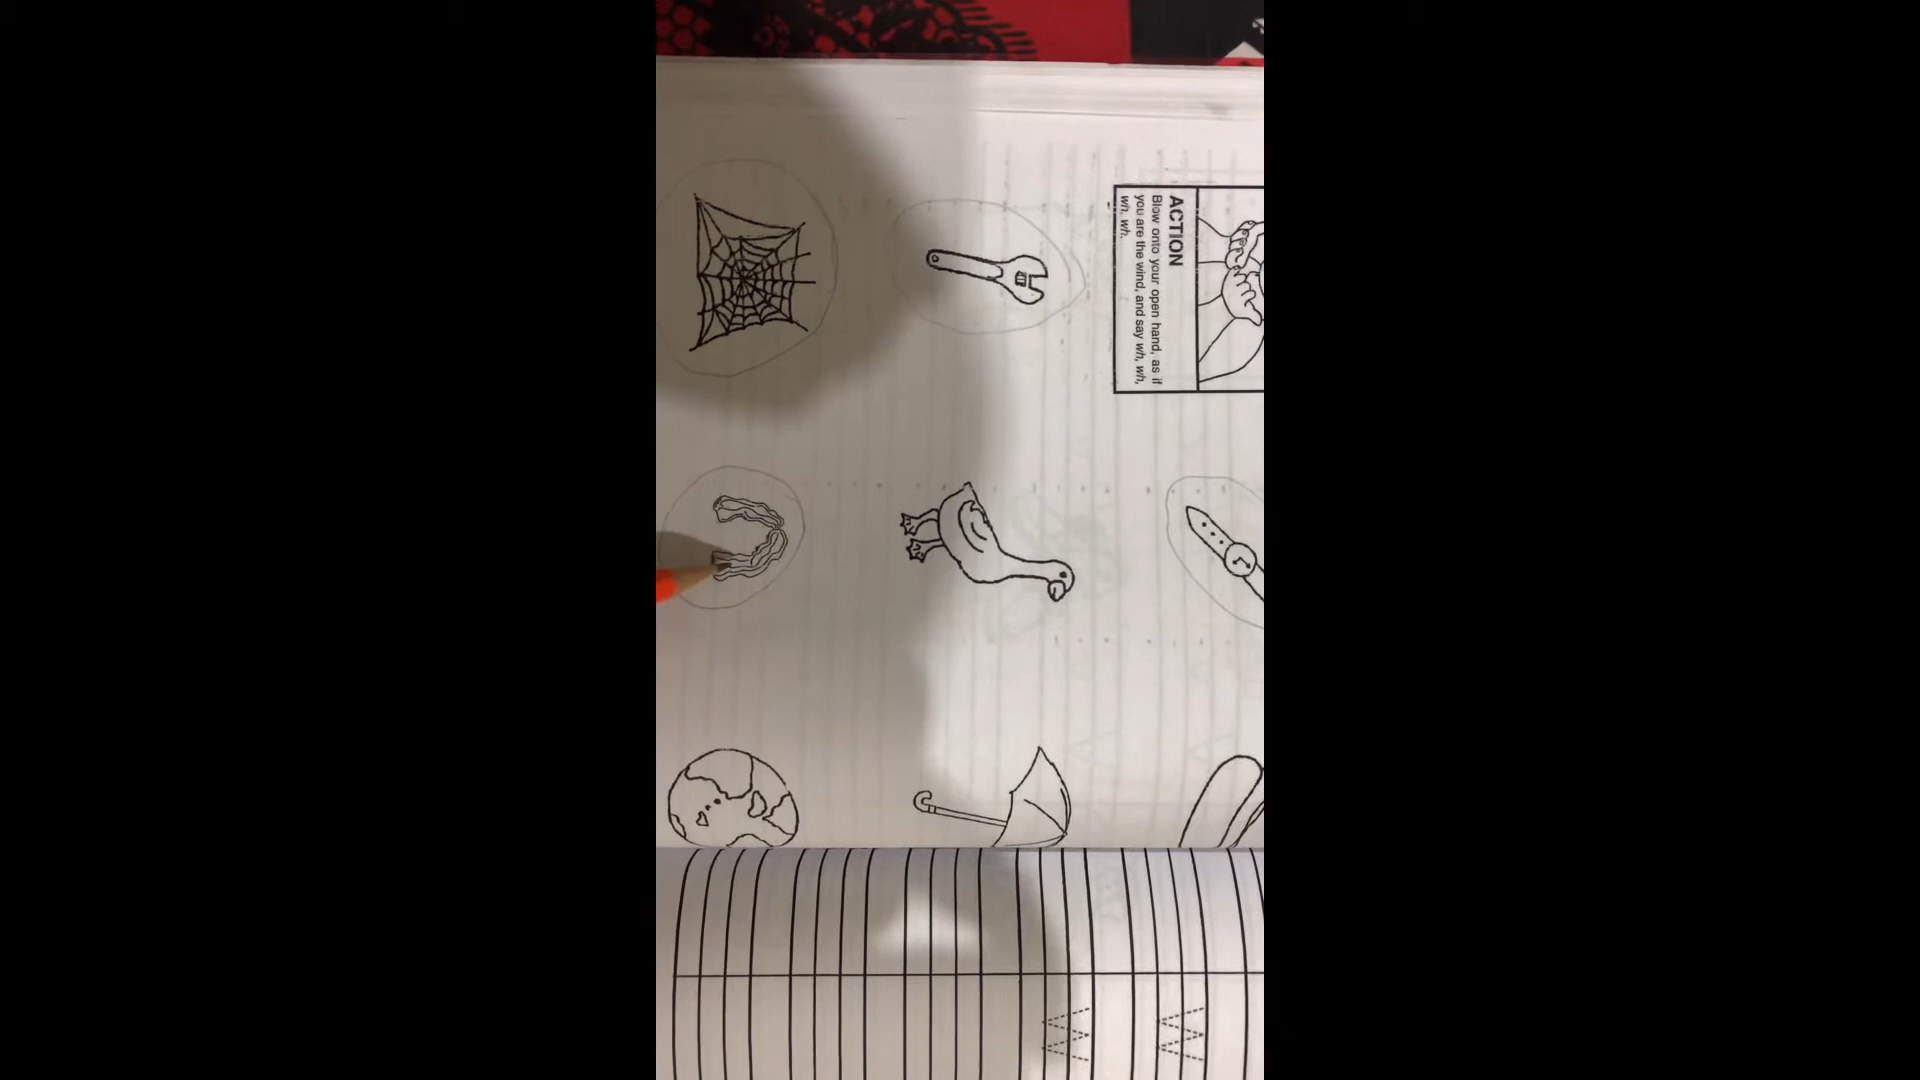 ACTION
Blow onto your open hand, as if
you are the wind, and say wh, wh,
wh, wh.
W
W